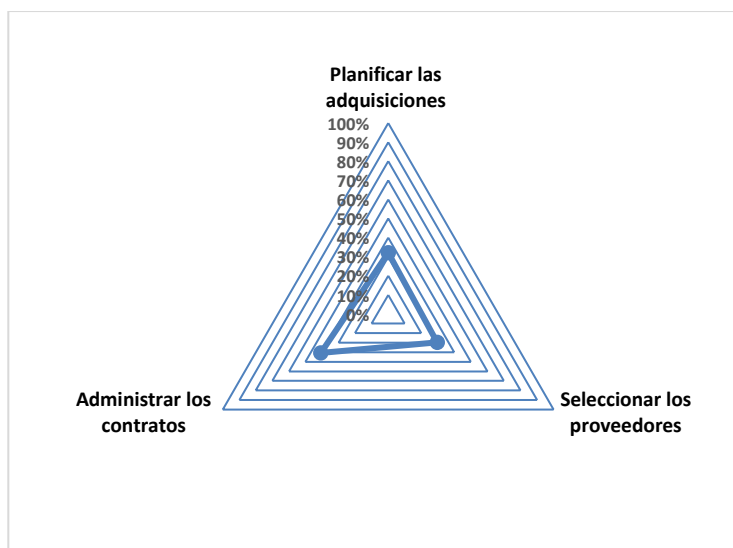 Planificar las
adquisiciones
100%
90%
80%
70%
60%
50%
40%
30%
20%
10%
0%
Administrar los
contratos
Seleccionar los
proveedores